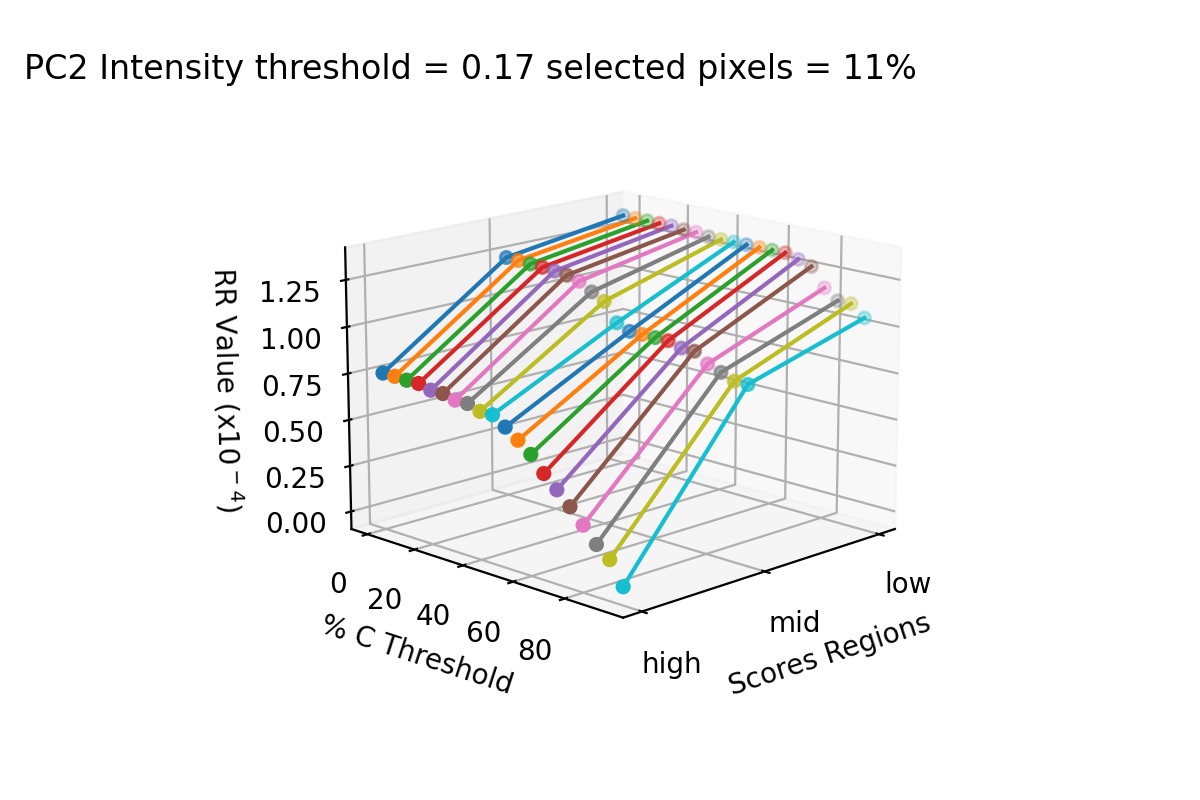 PC2 Intensity threshold = 0.17 selected pixels = 11%
RR Value (x10⁻⁴)
1.25
1.00
0.75
0.50
0.25
0.00
0
20
40
60
80
% C Threshold
high
mid
low
Scores Regions